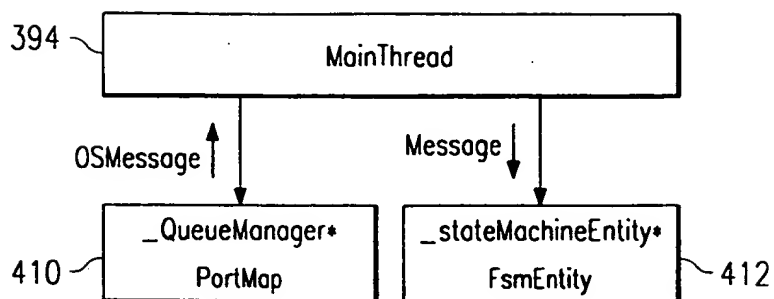 394
MainThread
OSMessage
Message
_QueueManager*
PortMap
410
_stateMachineEntity*
FsmEntity
412